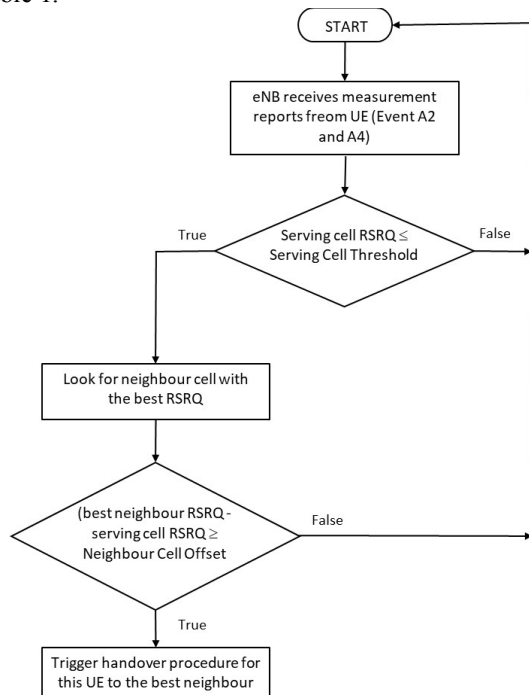 START
eNB receives measurement
reports freom UE (Event A2
and A4)
True
Serving cell RSRQ ≤
Serving Cell Threshold
False
Look for neighbour cell with
the best RSRQ
(best neighbour RSRQ -
serving cell RSRQ ≥
Neighbour Cell Offset
False
True
Trigger handover procedure for
this UE to the best neighbour